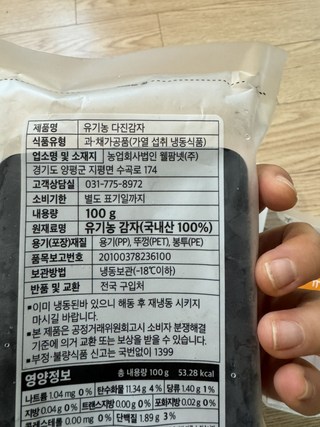 제품명 유기농 다진감자
식품유형 과·채가공품(가열 섭취 냉동식품)
업소명 및 소재지 농업회사법인 웰팜넷(주)
경기도 양평군 지평면 수곡로 174
고객상담실 031-775-8972
소비기한 별도 표기일까지
내용량 100 g
원재료명 유기농 감자(국내산 100%)
용기(포장)재질 용기(PP), 뚜껑(PET), 봉투(PE)
품목보고번호 20100378236100
보관방법 냉동보관(-18℃이하)
반품 및 교환 전국 구입처
■이미 냉동된바 있으니 해동 후 재냉동 시키지
마시길 바랍니다.
■본 제품은 공정거래위원회고시 소비자 분쟁해결
기준에 의거 교환 또는 보상을 받을 수 있습니다.
■부정·불량식품 신고는 국번없이 1399
영양정보 총 내용량 100 g 53.28 kcal
나트륨 1.04 mg 0 % 탄수화물 11.34 g 4 % 당류 1.40 g 1 %
지방 0.04 g 0 % 트랜스지방 0.00 g 0 % 포화지방 0.02 g 0 %
콜레스테롤 0.00 mg 0 % 단백질 1.89 g 3 %